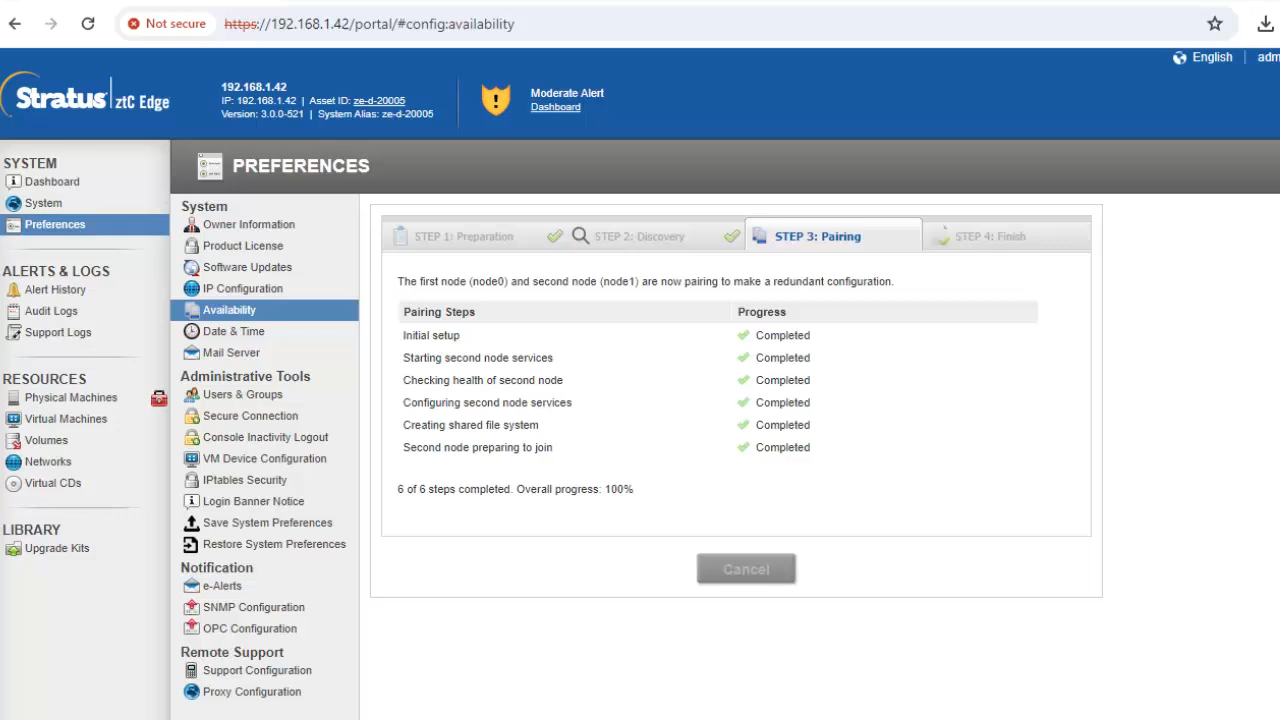 Not secure https://192.168.1.42/portal/#config:availability
English adm
Stratus ztC Edge
192.168.1.42
IP: 192.168.1.42 | Asset ID: ze-d-20005
Version: 3.0.0-521 | System Alias: ze-d-20005
Moderate Alert
Dashboard
SYSTEM
Dashboard
System
Preferences
ALERTS & LOGS
Alert History
Audit Logs
Support Logs
RESOURCES
Physical Machines
Virtual Machines
Volumes
Networks
Virtual CDs
LIBRARY
Upgrade Kits
PREFERENCES
System
Owner Information
Product License
Software Updates
IP Configuration
Availability
Date & Time
Mail Server
Administrative Tools
Users & Groups
Secure Connection
Console Inactivity Logout
VM Device Configuration
IPtables Security
Login Banner Notice
Save System Preferences
Restore System Preferences
Notification
e-Alerts
SNMP Configuration
OPC Configuration
Remote Support
Support Configuration
Proxy Configuration
STEP 1: Preparation STEP 2: Discovery STEP 3: Pairing STEP 4: Finish
The first node (node0) and second node (node1) are now pairing to make a redundant configuration.
Pairing Steps Progress
Initial setup Completed
Starting second node services Completed
Checking health of second node Completed
Configuring second node services Completed
Creating shared file system Completed
Second node preparing to join Completed
6 of 6 steps completed. Overall progress: 100%
Cancel